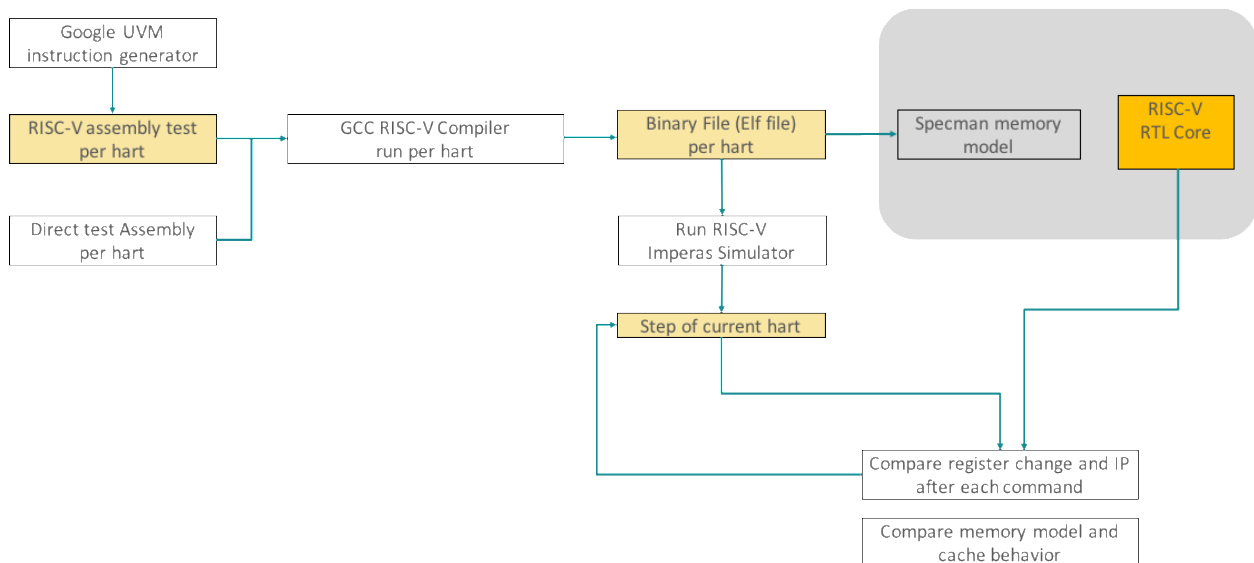 Google UVM
instruction generator
RISC-V assembly test
per hart
Direct test Assembly
per hart
GCC RISC-V Compiler
run per hart
Binary File (Elf file)
per hart
Specman memory
model
RISC-V
RTL Core
Run RISC-V
Imperas Simulator
Step of current hart
Compare register change and IP
after each command
Compare memory model and
cache behavior